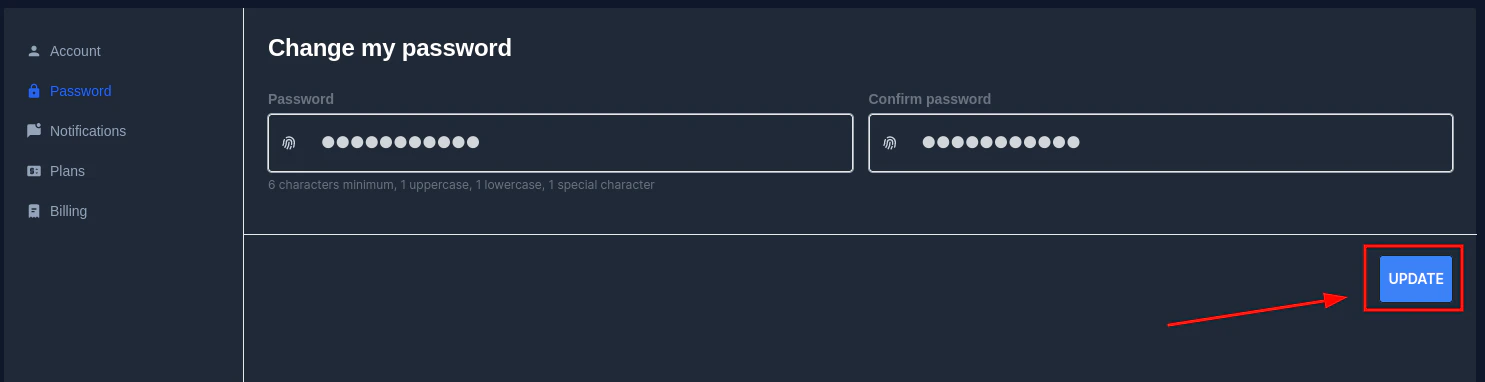 Account
Password
Notifications
Plans
Billing
Change my password
Password
Confirm password
6 characters minimum, 1 uppercase, 1 lowercase, 1 special character
UPDATE